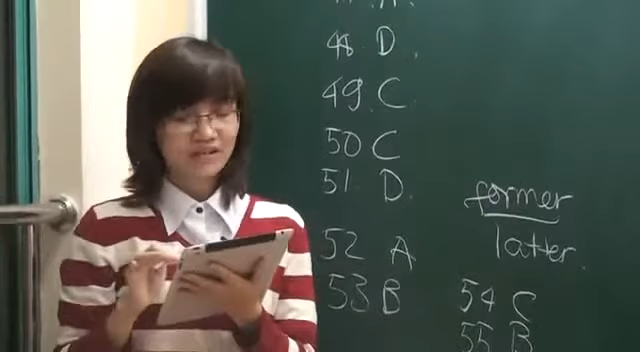 48 D.
49 C
50 C
51 D.
52 A
53 B
former
latter.
54 C
55 B